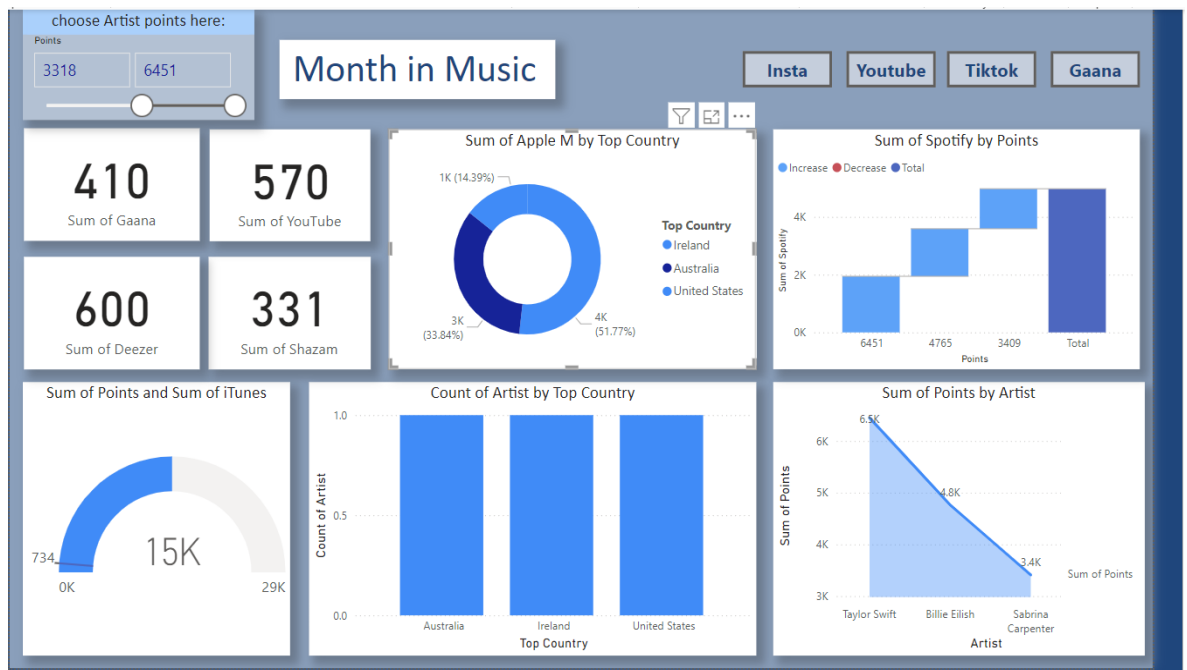 choose Artist points here:
Points
3318 6451
Month in Music
Insta Youtube Tiktok Gaana
410
Sum of Gaana
570
Sum of YouTube
600
Sum of Deezer
331
Sum of Shazam
Sum of Apple M by Top Country
1K (14.39%)
3K
(33.84%)
4K
(51.77%)
Top Country
Ireland
Australia
United States
Sum of Spotify by Points
Increase Decrease Total
Sum of Spotify
4K
2K
0K
6451 4765 3409 Total
Points
Sum of Points and Sum of iTunes
734
15K
0K 29K
Count of Artist by Top Country
Count of Artist
1.0
0.5
0.0
Australia Ireland United States
Top Country
Sum of Points by Artist
Sum of Points
6K
5K
4K
3K
6.5K
4.8K
3.4K
Sum of Points
Taylor Swift Billie Eilish Sabrina
Carpenter
Artist